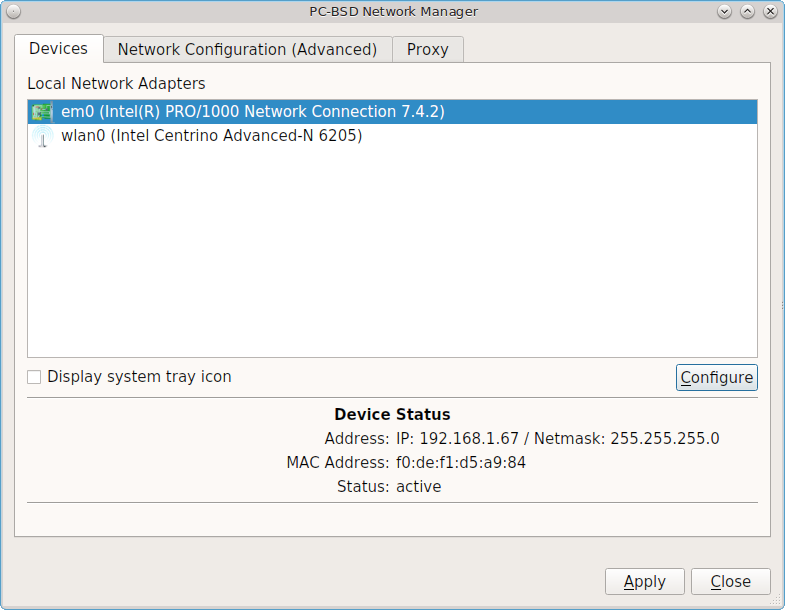 PC-BSD Network Manager
Devices Network Configuration (Advanced) Proxy
Local Network Adapters
em0 (Intel(R) PRO/1000 Network Connection 7.4.2)
wlan0 (Intel Centrino Advanced-N 6205)
Display system tray icon Configure
Device Status
Address: IP: 192.168.1.67 / Netmask: 255.255.255.0
MAC Address: f0:de:f1:d5:a9:84
Status: active
Apply Close